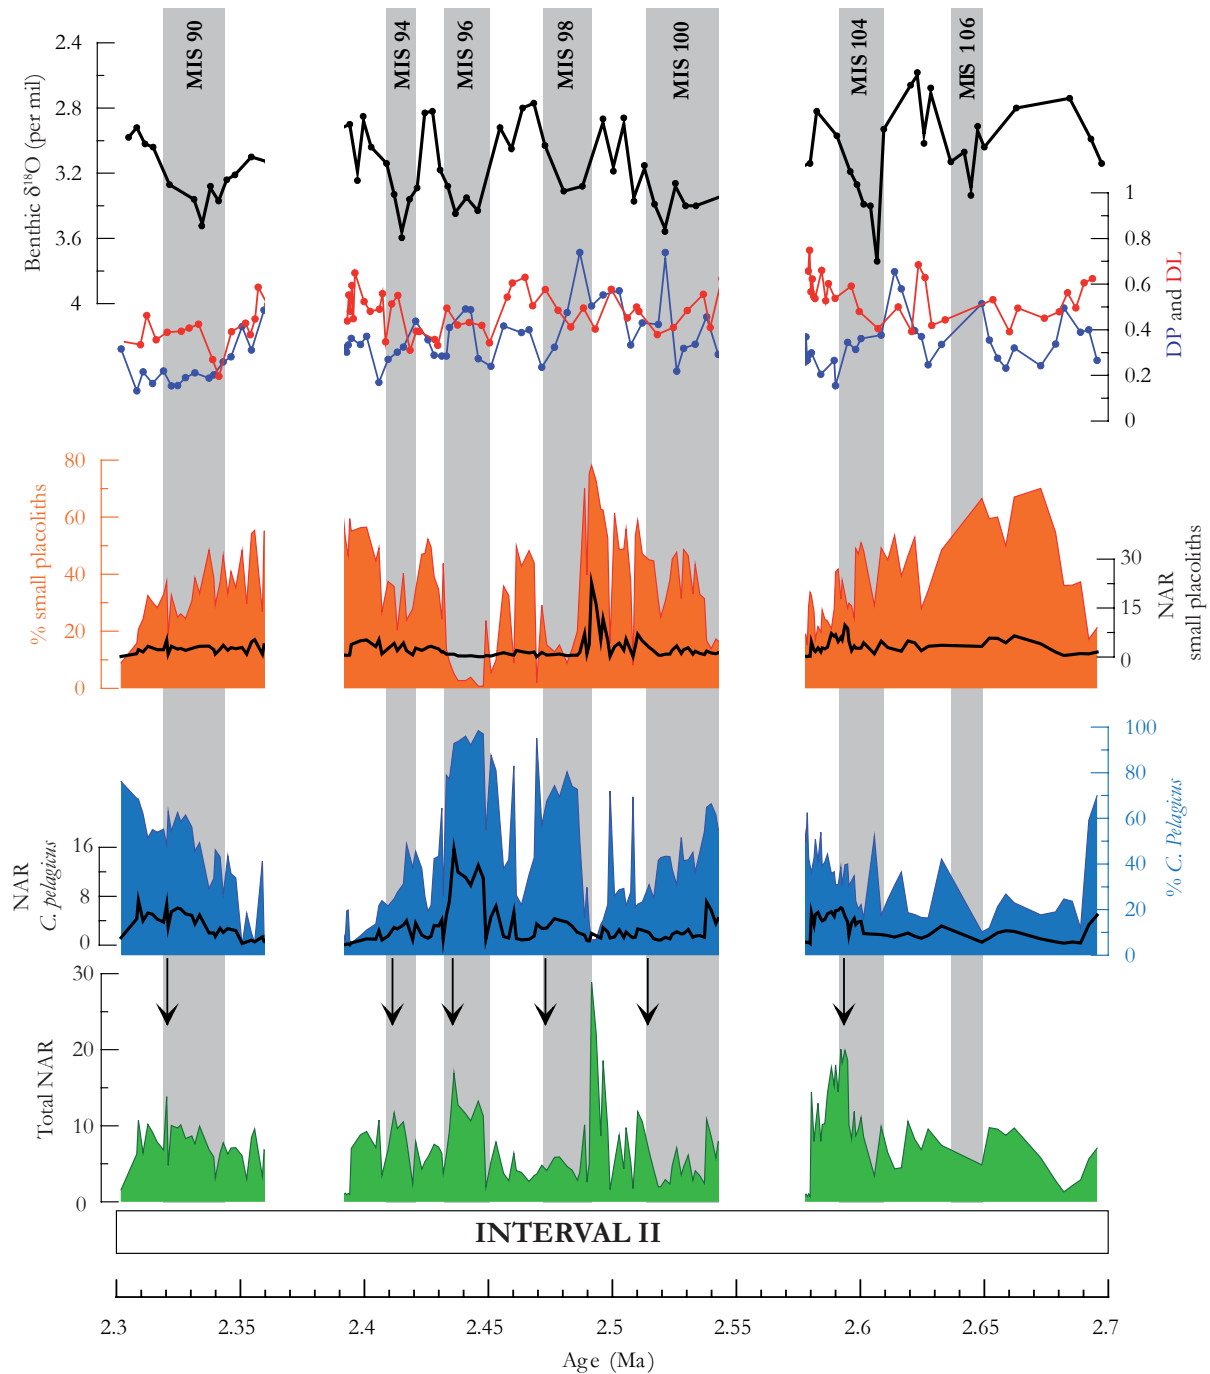 MIS 90
MIS 94
MIS 96
MIS 98
MIS 100
MIS 104
MIS 106
2.4
2.8
3.2
3.6
4
Benthic δ¹⁸O (per mil)
1
0.8
0.6
0.4
0.2
0
DP and DL
80
60
40
20
0
% small placoliths
30
15
0
NAR
small placoliths
100
80
60
40
20
0
% C. Pelagicus
16
8
0
NAR
C. pelagicus
30
20
10
0
Total NAR
INTERVAL II
2.3
2.35
2.4
2.45
2.5
2.55
2.6
2.65
2.7
Age (Ma)